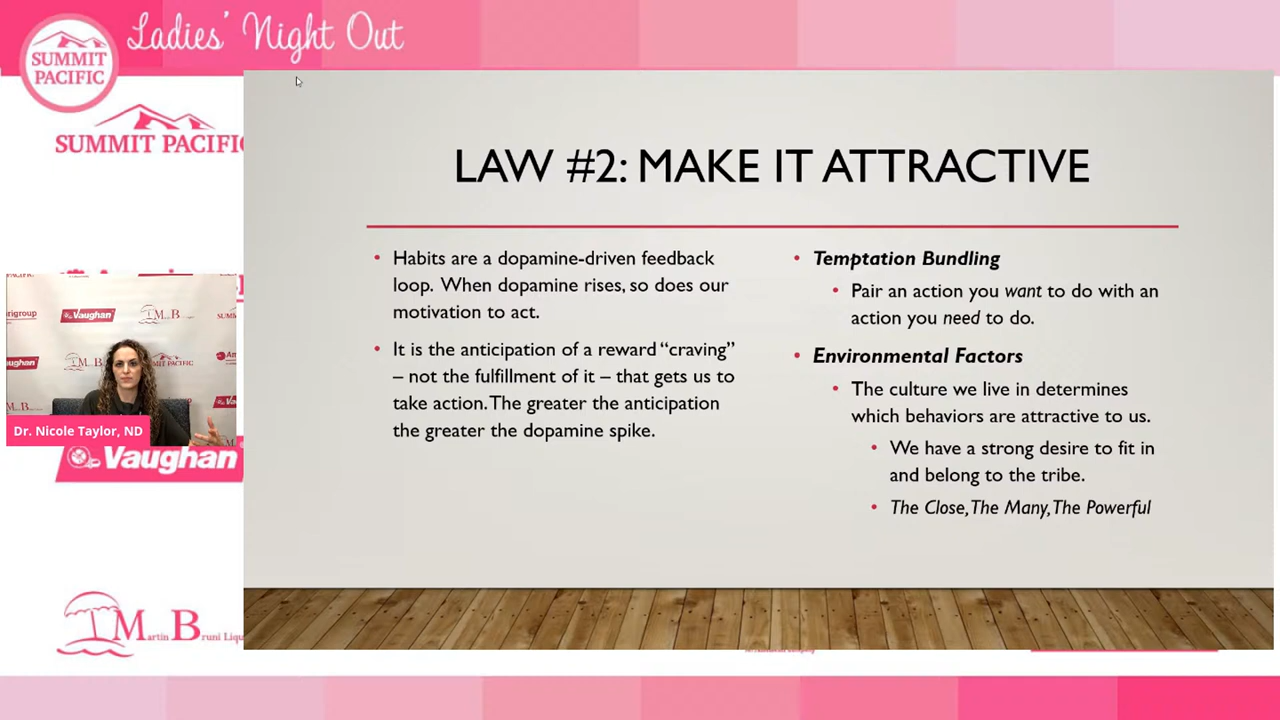 Ladies' Night Out
SUMMIT
PACIFIC
SUMMIT PACIFIC
LAW #2: MAKE IT ATTRACTIVE
• Habits are a dopamine-driven feedback
loop. When dopamine rises, so does our
motivation to act.
• It is the anticipation of a reward “craving”
– not the fulfillment of it – that gets us to
take action. The greater the anticipation
the greater the dopamine spike.
• Temptation Bundling
• Pair an action you want to do with an
action you need to do.
• Environmental Factors
• The culture we live in determines
which behaviors are attractive to us.
• We have a strong desire to fit in
and belong to the tribe.
• The Close, The Many, The Powerful
Vaughan
Dr. Nicole Taylor, ND
Vaughan
Martin Bruni Liqu